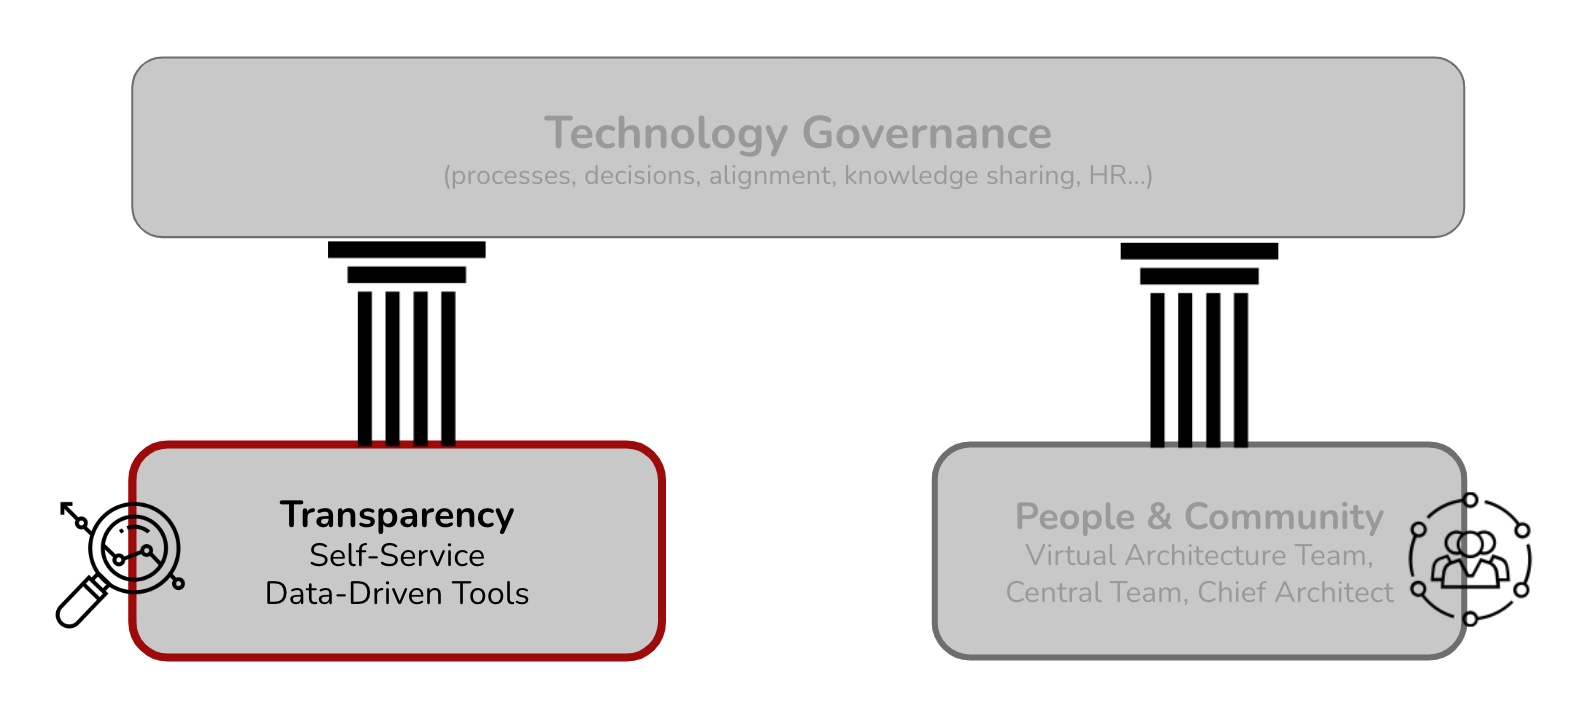 Technology Governance
(processes, decisions, alignment, knowledge sharing, HR...)
Transparency
Self-Service
Data-Driven Tools
People & Community
Virtual Architecture Team,
Central Team, Chief Architect